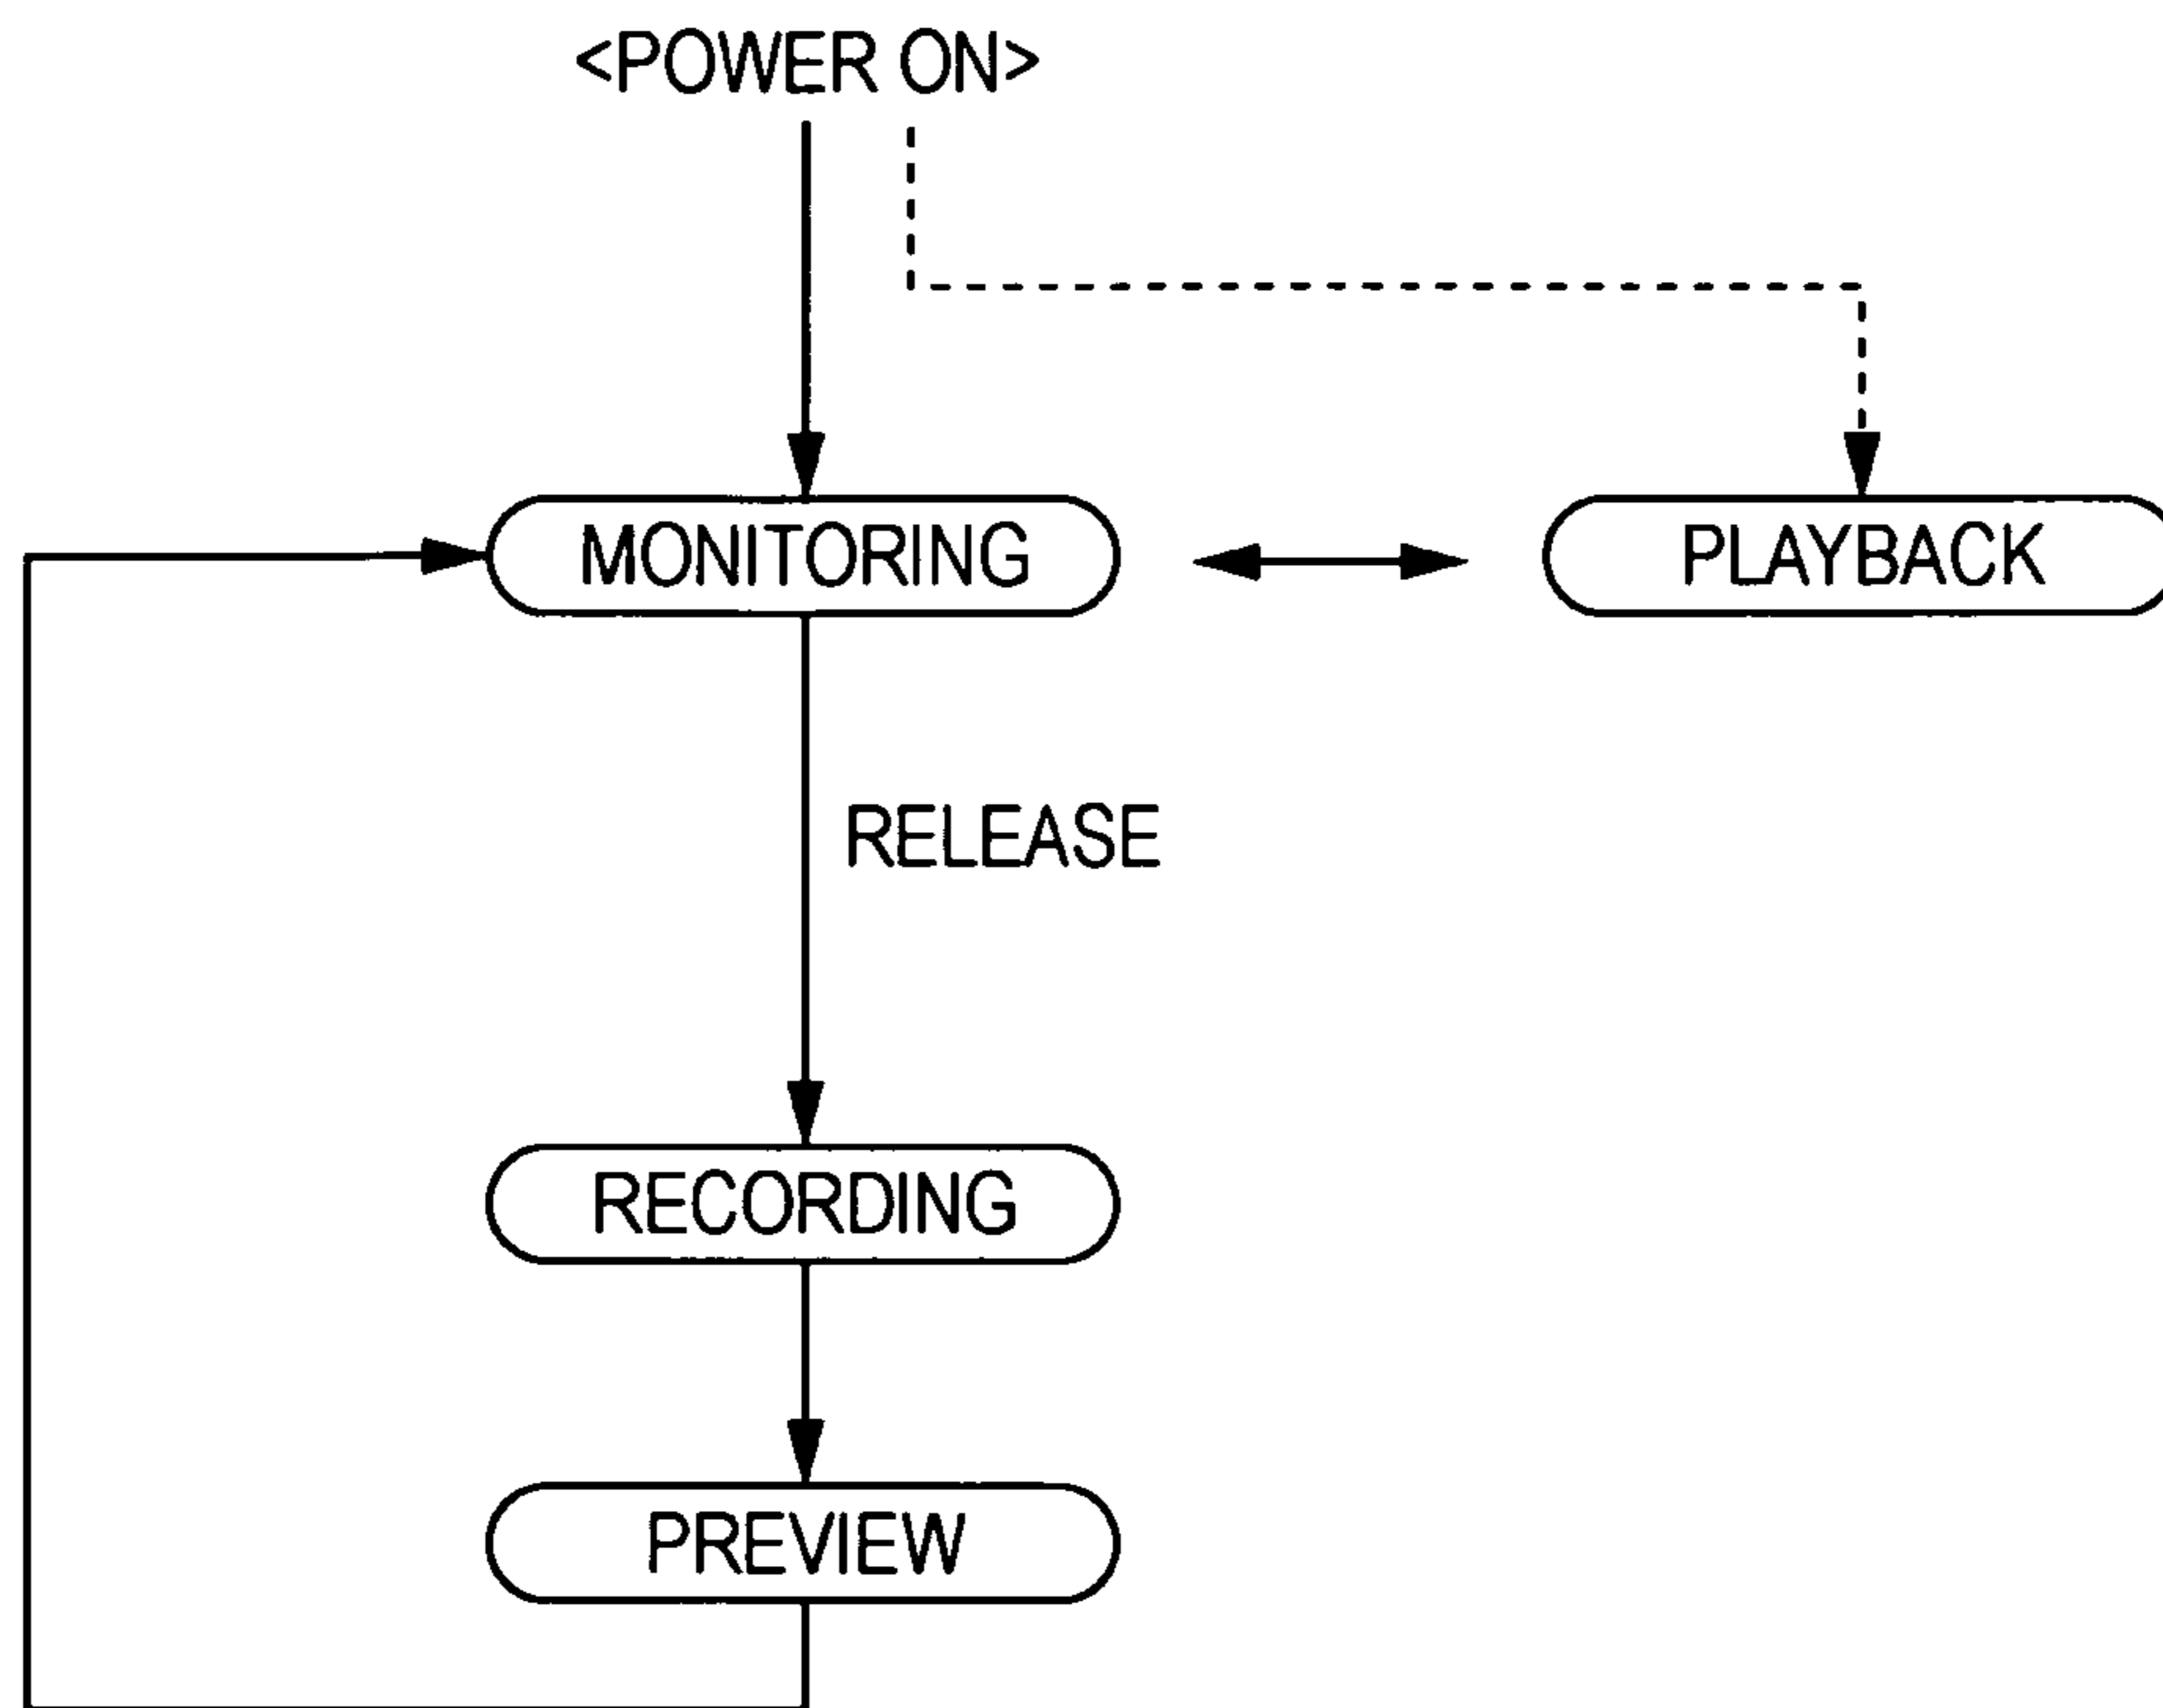 <POWER ON>
MONITORING
PLAYBACK
RELEASE
RECORDING
PREVIEW